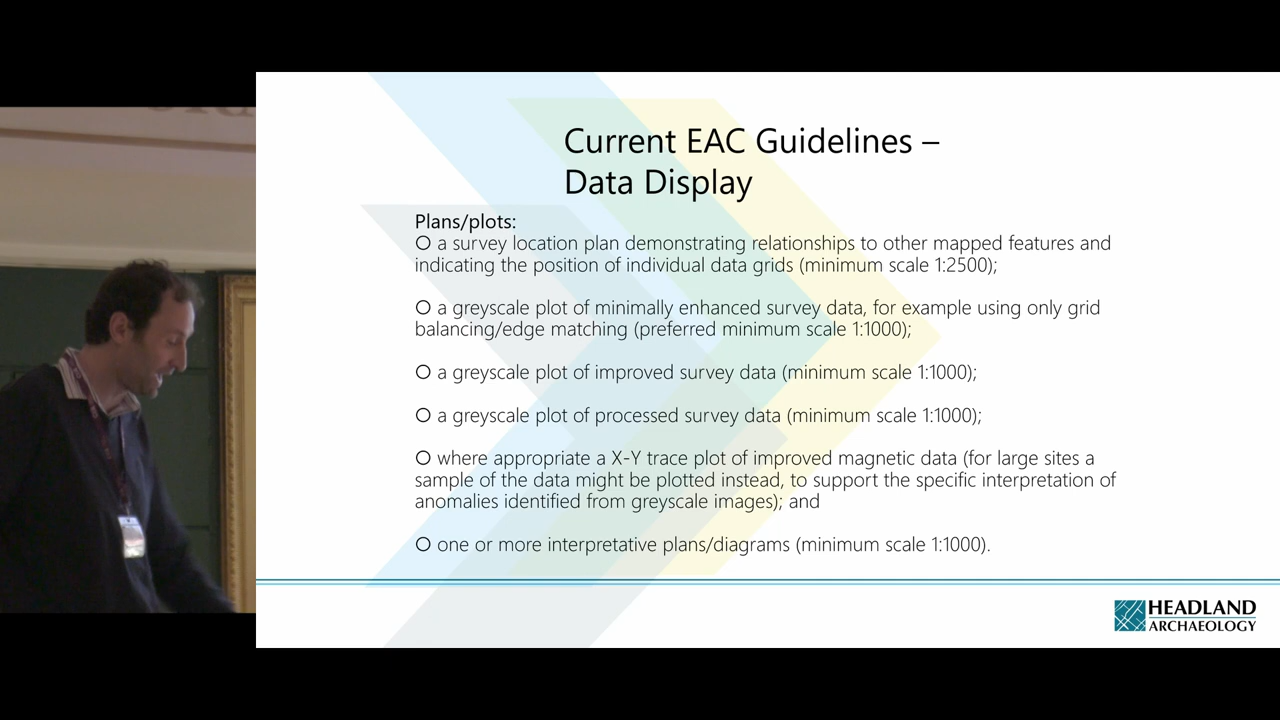 Current EAC Guidelines –
Data Display
Plans/plots:
O a survey location plan demonstrating relationships to other mapped features and
indicating the position of individual data grids (minimum scale 1:2500);
O a greyscale plot of minimally enhanced survey data, for example using only grid
balancing/edge matching (preferred minimum scale 1:1000);
O a greyscale plot of improved survey data (minimum scale 1:1000);
O a greyscale plot of processed survey data (minimum scale 1:1000);
O where appropriate a X-Y trace plot of improved magnetic data (for large sites a
sample of the data might be plotted instead, to support the specific interpretation of
anomalies identified from greyscale images); and
O one or more interpretative plans/diagrams (minimum scale 1:1000).
HEADLAND
ARCHAEOLOGY